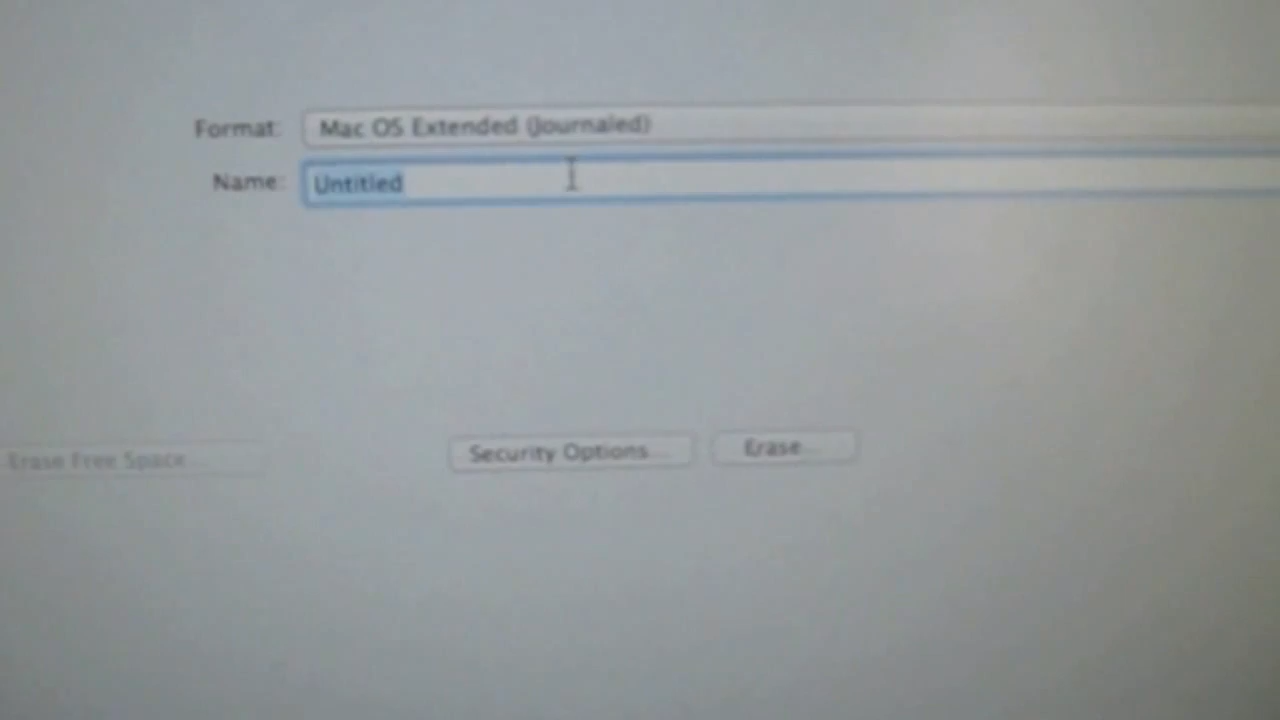 Format: Mac OS Extended (Journaled)
Name: Untitled
Erase Free Space... Security Options... Erase...